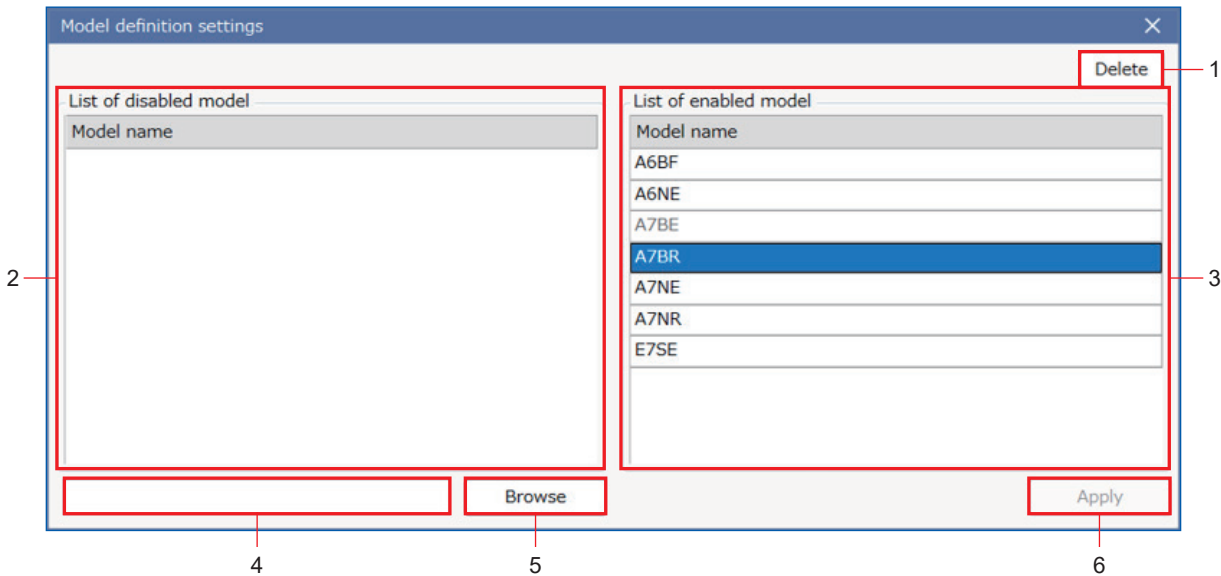 Model definition settings
Delete
1
List of disabled model
List of enabled model
Model name
Model name
A6BF
A6NE
A7BE
A7BR
2
3
A7NE
A7NR
E7SE
Browse
Apply
4
5
6